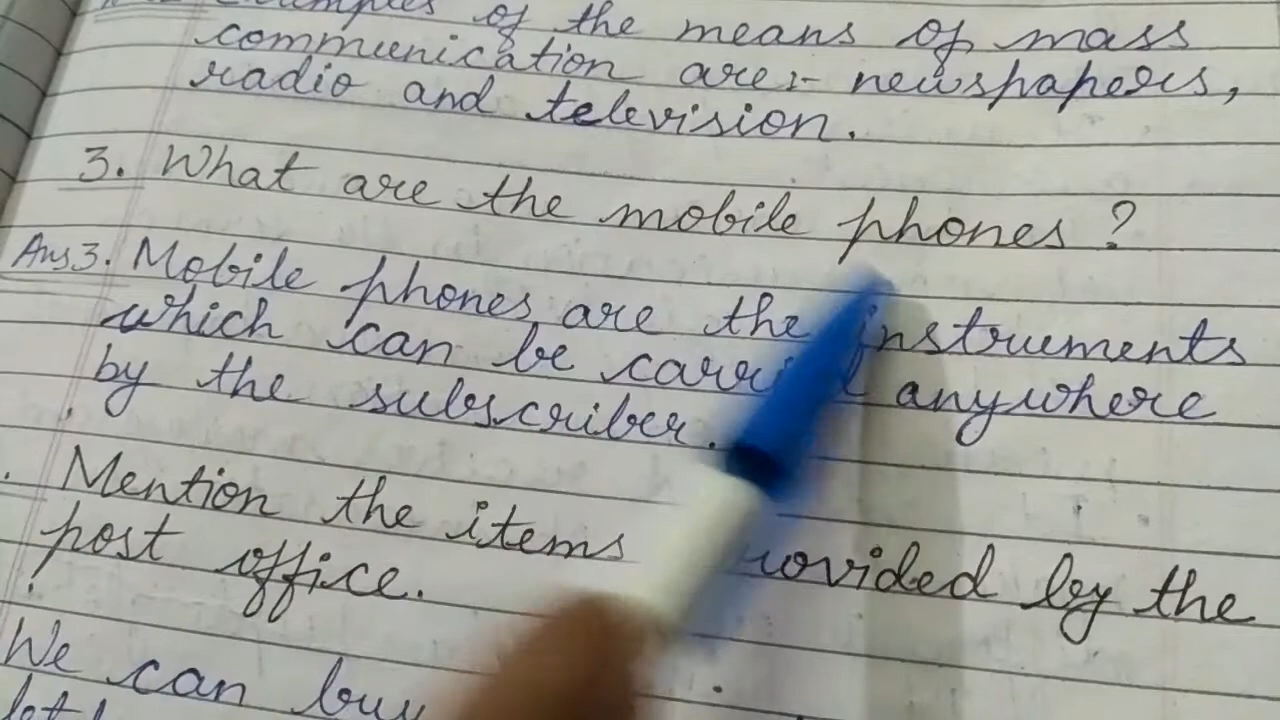 examples of the means of mass
communication are:- newspapers,
radio and television.
3. What are the mobile phones ?
Ans3. Mobile phones are the instruments
which can be carried anywhere
by the subscriber.
. Mention the items provided by the
post office.
We can buy